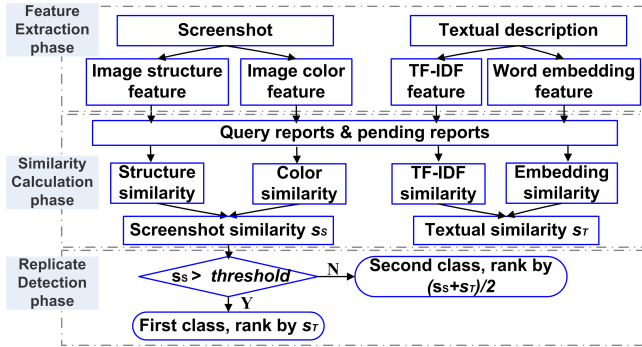 Feature
Extraction
phase
Screenshot
Textual description
Image structure
feature
Image color
feature
TF-IDF
feature
Word embedding
feature
Query reports & pending reports
Similarity
Calculation
phase
Structure
similarity
Color
similarity
TF-IDF
similarity
Embedding
similarity
Screenshot similarity sS
Textual similarity sT
Replicate
Detection
phase
sS > threshold
N
Second class, rank by
(sS+sT)/2
Y
First class, rank by sT